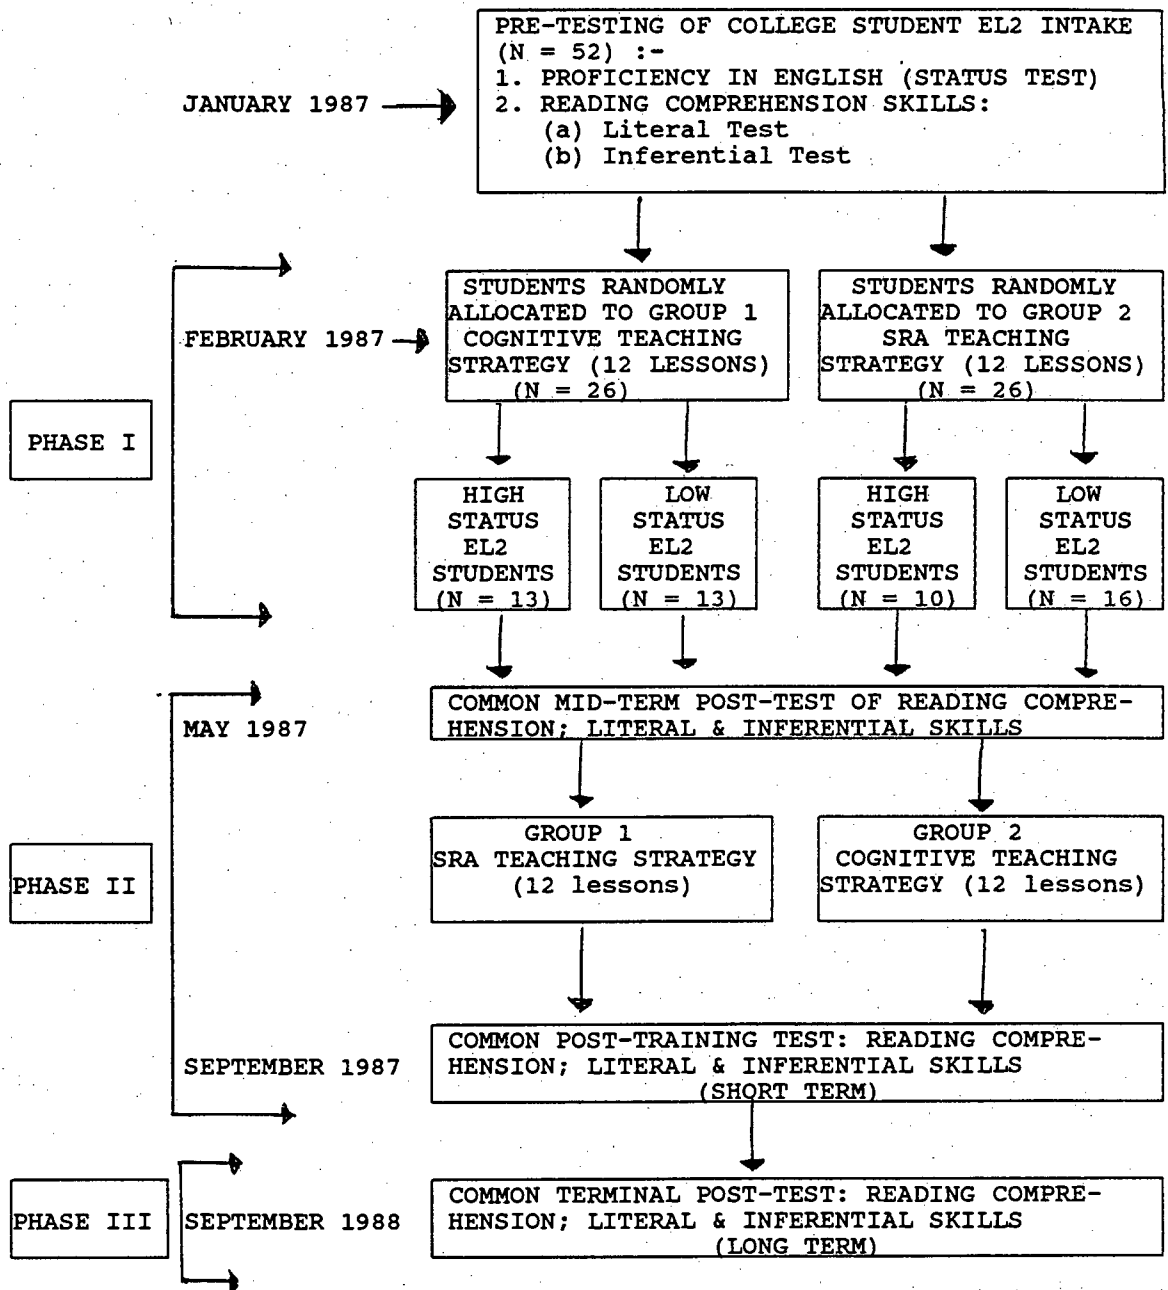 PRE-TESTING OF COLLEGE STUDENT EL2 INTAKE
(N = 52) :-
1. PROFICIENCY IN ENGLISH (STATUS TEST)
2. READING COMPREHENSION SKILLS:
(a) Literal Test
(b) Inferential Test
JANUARY 1987
STUDENTS RANDOMLY
ALLOCATED TO GROUP 1
COGNITIVE TEACHING
STRATEGY (12 LESSONS)
(N = 26)
STUDENTS RANDOMLY
ALLOCATED TO GROUP 2
SRA TEACHING
STRATEGY (12 LESSONS)
(N = 26)
FEBRUARY 1987
PHASE I
HIGH
STATUS
EL2
STUDENTS
(N = 13)
LOW
STATUS
EL2
STUDENTS
(N = 13)
HIGH
STATUS
EL2
STUDENTS
(N = 10)
LOW
STATUS
EL2
STUDENTS
(N = 16)
COMMON MID-TERM POST-TEST OF READING COMPRE-
HENSION; LITERAL & INFERENTIAL SKILLS
MAY 1987
GROUP 1
SRA TEACHING STRATEGY
(12 lessons)
GROUP 2
COGNITIVE TEACHING
STRATEGY (12 lessons)
PHASE II
COMMON POST-TRAINING TEST: READING COMPRE-
HENSION; LITERAL & INFERENTIAL SKILLS
(SHORT TERM)
SEPTEMBER 1987
COMMON TERMINAL POST-TEST: READING COMPRE-
HENSION; LITERAL & INFERENTIAL SKILLS
(LONG TERM)
PHASE III
SEPTEMBER 1988